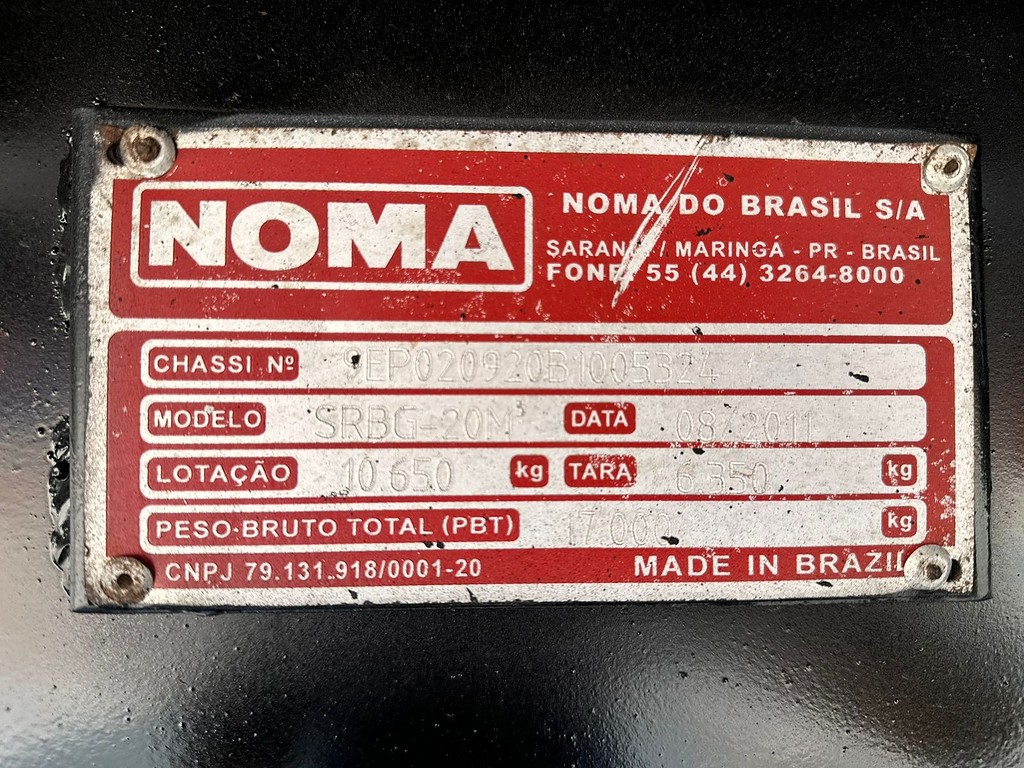 NOMA
NOMA DO BRASIL S/A
/ MARINGÁ - PR - BRASIL
FONE: 55 (44) 3264-8000
CHASSI Nº 9EP020920B1005324
MODELO SRBG-20M³ DATA 08/2011
LOTAÇÃO 10.650 kg TARA 6.350 kg
PESO-BRUTO TOTAL (PBT) 17.000 kg
CNPJ 79.131.918/0001-20 MADE IN BRAZIL